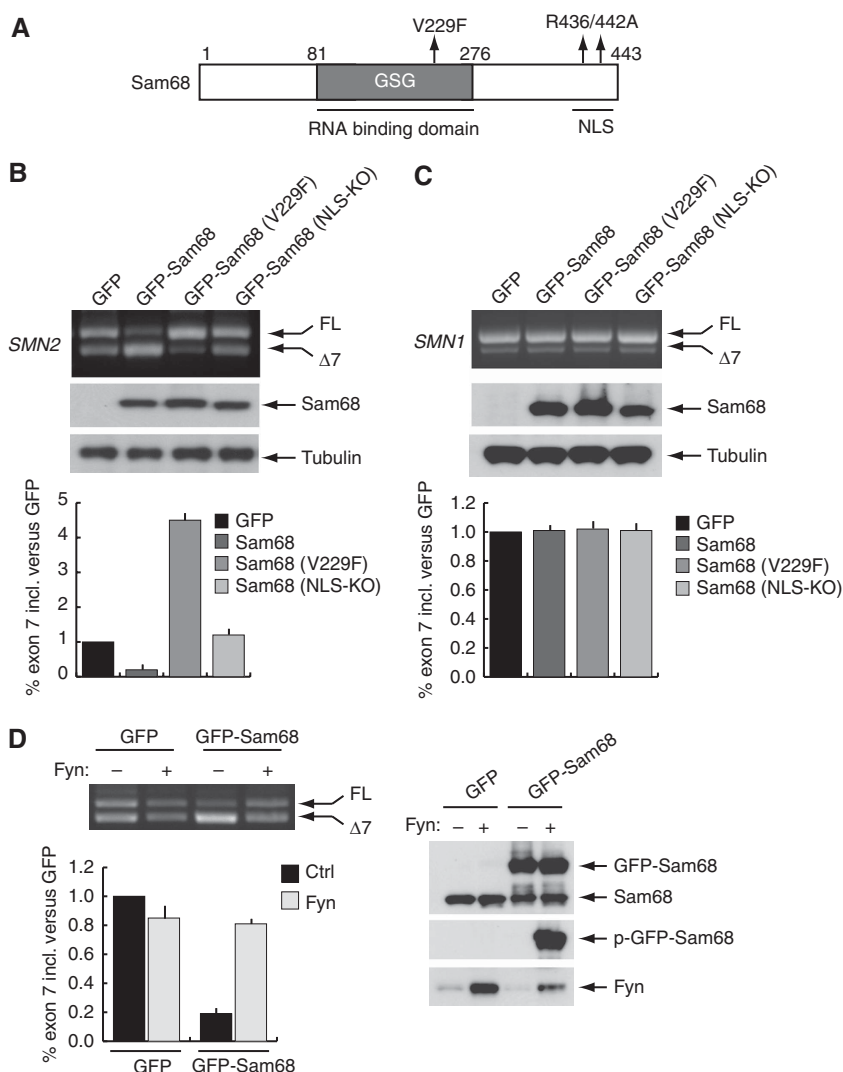 A
V229F
R436/442A
1
81
276
443
Sam68
GSG
RNA binding domain
NLS
B
GFP
GFP-Sam68
GFP-Sam68 (V229F)
GFP-Sam68 (NLS-KO)
SMN2
FL
Δ7
Sam68
Tubulin
% exon 7 incl. versus GFP
5
4
3
2
1
0
GFP
Sam68
Sam68 (V229F)
Sam68 (NLS-KO)
C
GFP
GFP-Sam68
GFP-Sam68 (V229F)
GFP-Sam68 (NLS-KO)
SMN1
FL
Δ7
Sam68
Tubulin
% exon 7 incl. versus GFP
1.2
1.0
0.8
0.6
0.4
0.2
0.0
GFP
Sam68
Sam68 (V229F)
Sam68 (NLS-KO)
D
GFP GFP-Sam68
Fyn: – + – +
FL
Δ7
% exon 7 incl. versus GFP
1.2
1.0
0.8
0.6
0.4
0.2
0.0
Ctrl
Fyn
GFP GFP-Sam68
GFP
GFP-Sam68
Fyn: – + – +
GFP-Sam68
Sam68
p-GFP-Sam68
Fyn